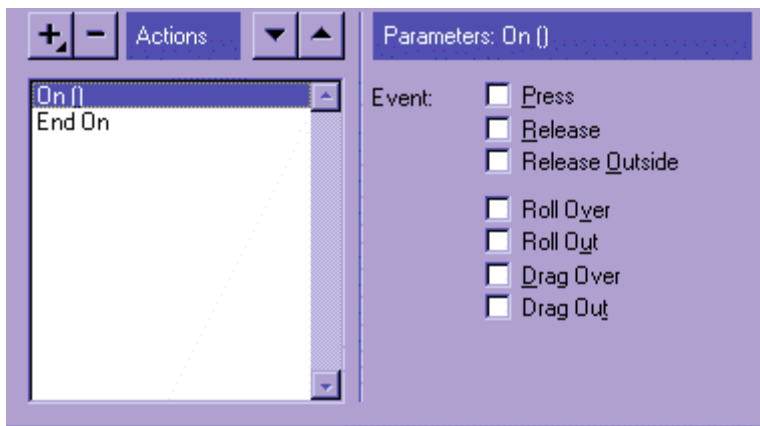 Actions
Parameters: On ()
On ()
End On
Event:
Press
Release
Release Outside
Roll Over
Roll Out
Drag Over
Drag Out